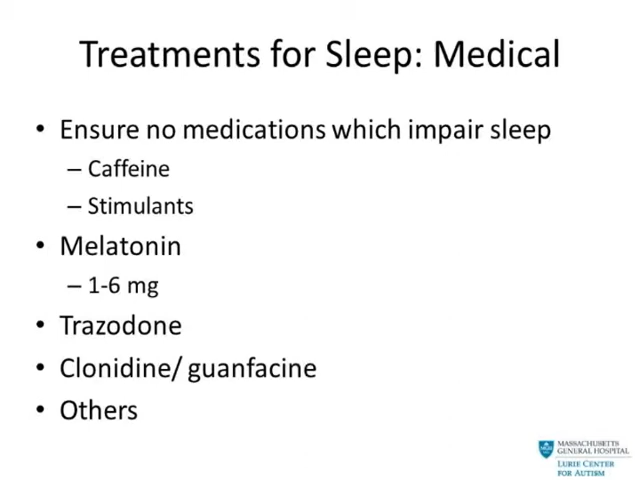 Treatments for Sleep: Medical
• Ensure no medications which impair sleep
– Caffeine
– Stimulants
• Melatonin
– 1-6 mg
• Trazodone
• Clonidine/ guanfacine
• Others
MASSACHUSETTS
GENERAL HOSPITAL
LURIE CENTER
FOR AUTISM